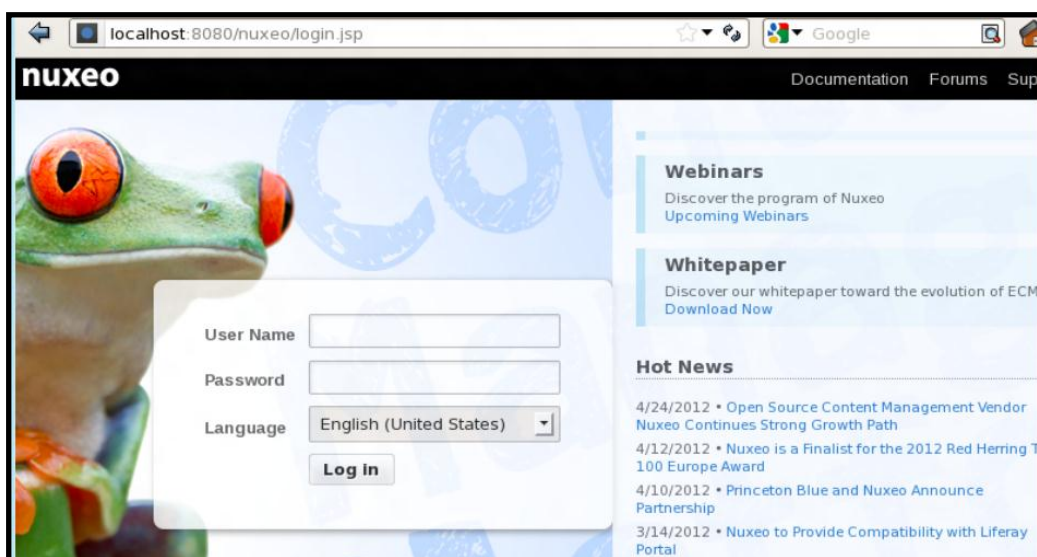 localhost:8080/nuxeo/login.jsp
Google
nuxeo
Documentation Forums Sup
Webinars
Discover the program of Nuxeo
Upcoming Webinars
Whitepaper
Discover our whitepaper toward the evolution of ECM
Download Now
User Name
Password
Language English (United States)
Log in
Hot News
4/24/2012 • Open Source Content Management Vendor
Nuxeo Continues Strong Growth Path
4/12/2012 • Nuxeo is a Finalist for the 2012 Red Herring T
100 Europe Award
4/10/2012 • Princeton Blue and Nuxeo Announce
Partnership
3/14/2012 • Nuxeo to Provide Compatibility with Liferay
Portal